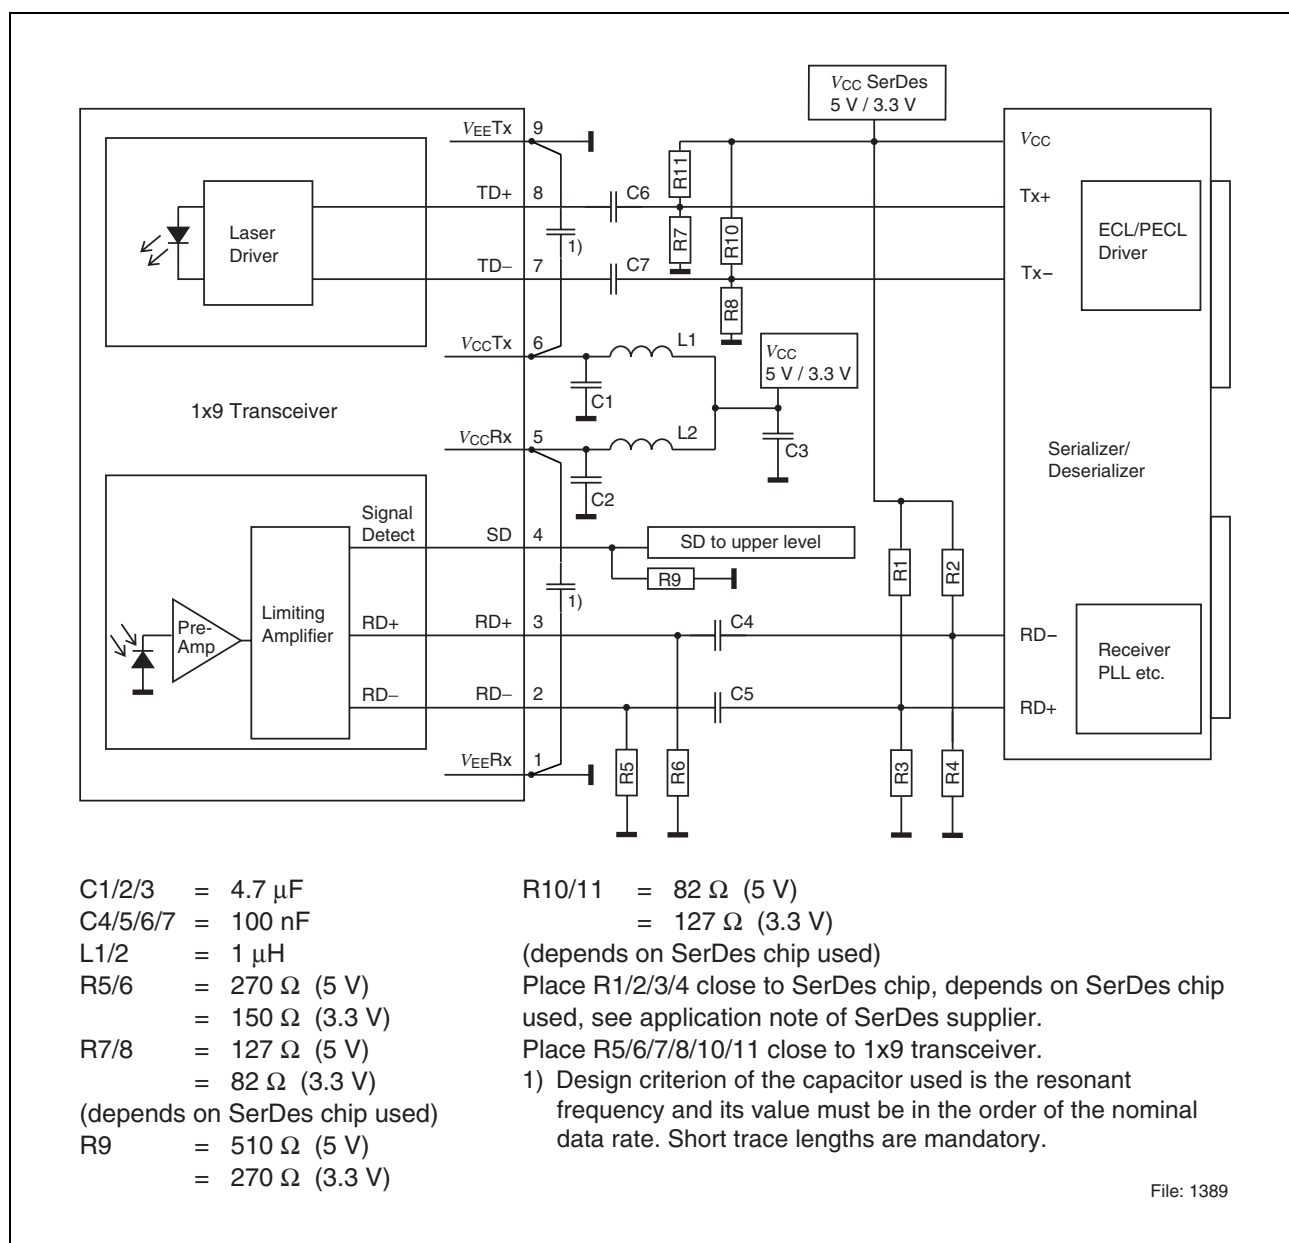 VCC SerDes
5 V / 3.3 V
VEETx 9
VCC
R11
TD+ 8
C6
Tx+
Laser
Driver
R7
R10
ECL/PECL
Driver
1)
TD− 7
C7
Tx−
R8
VCCTx 6
L1
VCC
5 V / 3.3 V
C1
1x9 Transceiver
VCCRx 5
L2
C3
Serializer/
Deserializer
C2
Signal
Detect
SD 4
SD to upper level
R9
R1
R2
1)
Pre-
Amp
Limiting
Amplifier
RD+
RD+ 3
C4
RD−
Receiver
PLL etc.
RD−
RD− 2
C5
RD+
VEERx 1
R5
R6
R3
R4
C1/2/3 = 4.7 µF
C4/5/6/7 = 100 nF
L1/2 = 1 µH
R5/6 = 270 Ω (5 V)
= 150 Ω (3.3 V)
R7/8 = 127 Ω (5 V)
= 82 Ω (3.3 V)
(depends on SerDes chip used)
R9 = 510 Ω (5 V)
= 270 Ω (3.3 V)
R10/11 = 82 Ω (5 V)
= 127 Ω (3.3 V)
(depends on SerDes chip used)
Place R1/2/3/4 close to SerDes chip, depends on SerDes chip
used, see application note of SerDes supplier.
Place R5/6/7/8/10/11 close to 1x9 transceiver.
1) Design criterion of the capacitor used is the resonant
frequency and its value must be in the order of the nominal
data rate. Short trace lengths are mandatory.
File: 1389